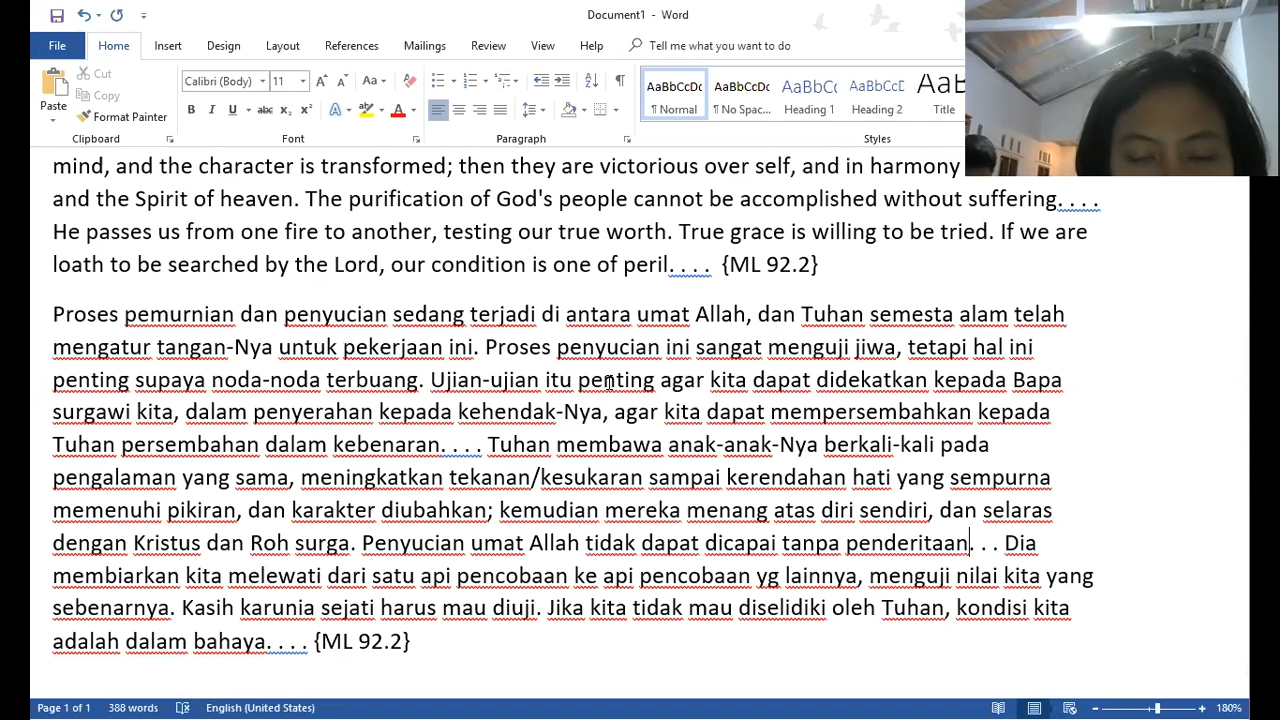 Document1 - Word
File Home Insert Design Layout References Mailings Review View Help Tell me what you want to do
Paste
Cut
Copy
Format Painter
Calibri (Body) 11
Aa
B I U abc x₂ x² A A
AaBbCcDc AaBbCcDc AaBbCc AaBbCcD AaB
¶ Normal ¶ No Spac... Heading 1 Heading 2 Title
Clipboard Font Paragraph Styles
mind, and the character is transformed; then they are victorious over self, and in harmony
and the Spirit of heaven. The purification of God's people cannot be accomplished without suffering. . . .
He passes us from one fire to another, testing our true worth. True grace is willing to be tried. If we are
loath to be searched by the Lord, our condition is one of peril. . . . {ML 92.2}
Proses pemurnian dan penyucian sedang terjadi di antara umat Allah, dan Tuhan semesta alam telah
mengatur tangan-Nya untuk pekerjaan ini. Proses penyucian ini sangat menguji jiwa, tetapi hal ini
penting supaya noda-noda terbuang. Ujian-ujian itu penting agar kita dapat didekatkan kepada Bapa
surgawi kita, dalam penyerahan kepada kehendak-Nya, agar kita dapat mempersembahkan kepada
Tuhan persembahan dalam kebenaran. . . . Tuhan membawa anak-anak-Nya berkali-kali pada
pengalaman yang sama, meningkatkan tekanan/kesukaran sampai kerendahan hati yang sempurna
memenuhi pikiran, dan karakter diubahkan; kemudian mereka menang atas diri sendiri, dan selaras
dengan Kristus dan Roh surga. Penyucian umat Allah tidak dapat dicapai tanpa penderitaan. . . Dia
membiarkan kita melewati dari satu api pencobaan ke api pencobaan yg lainnya, menguji nilai kita yang
sebenarnya. Kasih karunia sejati harus mau diuji. Jika kita tidak mau diselidiki oleh Tuhan, kondisi kita
adalah dalam bahaya. . . . {ML 92.2}
Page 1 of 1 388 words English (United States) 180%